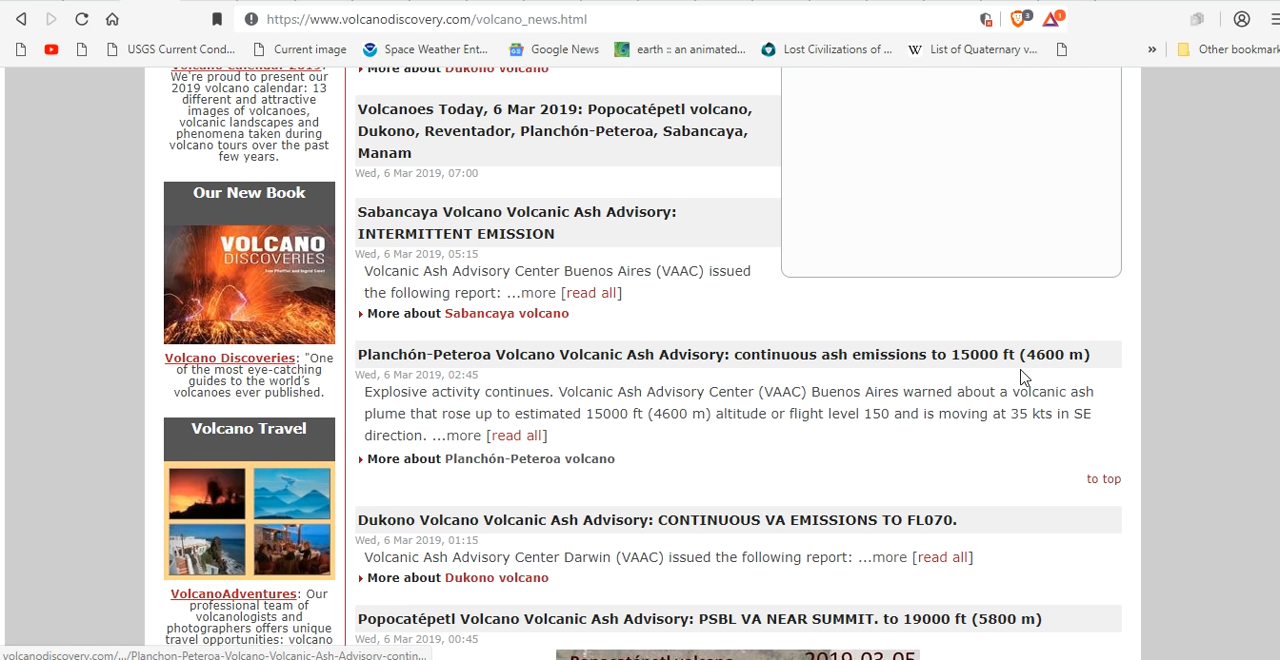 https://www.volcanodiscovery.com/volcano_news.html
3
1
USGS Current Cond...
Current image
Space Weather Ent...
Google News
earth :: an animated...
Lost Civilizations of ...
W
List of Quaternary v...
»
Other bookmark
Volcano Calendar 2019:
We're proud to present our
2019 volcano calendar: 13
different and attractive
images of volcanoes,
volcanic landscapes and
phenomena taken during
volcano tours over the past
few years.
Our New Book
VOLCANO
DISCOVERIES
Tom Pfeiffer and Ingrid Smet
Volcano Discoveries: "One
of the most eye-catching
guides to the world's
volcanoes ever published.
Volcano Travel
VolcanoAdventures: Our
professional team of
volcanologists and
photographers offers unique
travel opportunities: volcano
More about Dukono volcano
Volcanoes Today, 6 Mar 2019: Popocatépetl volcano,
Dukono, Reventador, Planchón-Peteroa, Sabancaya,
Manam
Wed, 6 Mar 2019, 07:00
Sabancaya Volcano Volcanic Ash Advisory:
INTERMITTENT EMISSION
Wed, 6 Mar 2019, 05:15
Volcanic Ash Advisory Center Buenos Aires (VAAC) issued
the following report: ...more [read all]
More about Sabancaya volcano
Planchón-Peteroa Volcano Volcanic Ash Advisory: continuous ash emissions to 15000 ft (4600 m)
Wed, 6 Mar 2019, 02:45
Explosive activity continues. Volcanic Ash Advisory Center (VAAC) Buenos Aires warned about a volcanic ash
plume that rose up to estimated 15000 ft (4600 m) altitude or flight level 150 and is moving at 35 kts in SE
direction. ...more [read all]
More about Planchón-Peteroa volcano
to top
Dukono Volcano Volcanic Ash Advisory: CONTINUOUS VA EMISSIONS TO FL070.
Wed, 6 Mar 2019, 01:15
Volcanic Ash Advisory Center Darwin (VAAC) issued the following report: ...more [read all]
More about Dukono volcano
Popocatépetl Volcano Volcanic Ash Advisory: PSBL VA NEAR SUMMIT. to 19000 ft (5800 m)
Wed, 6 Mar 2019, 00:45
Popocatépetl volcano 2019-03-05
volcanodiscovery.com/.../Planchon-Peteroa-Volcano-Volcanic-Ash-Advisory-contin...